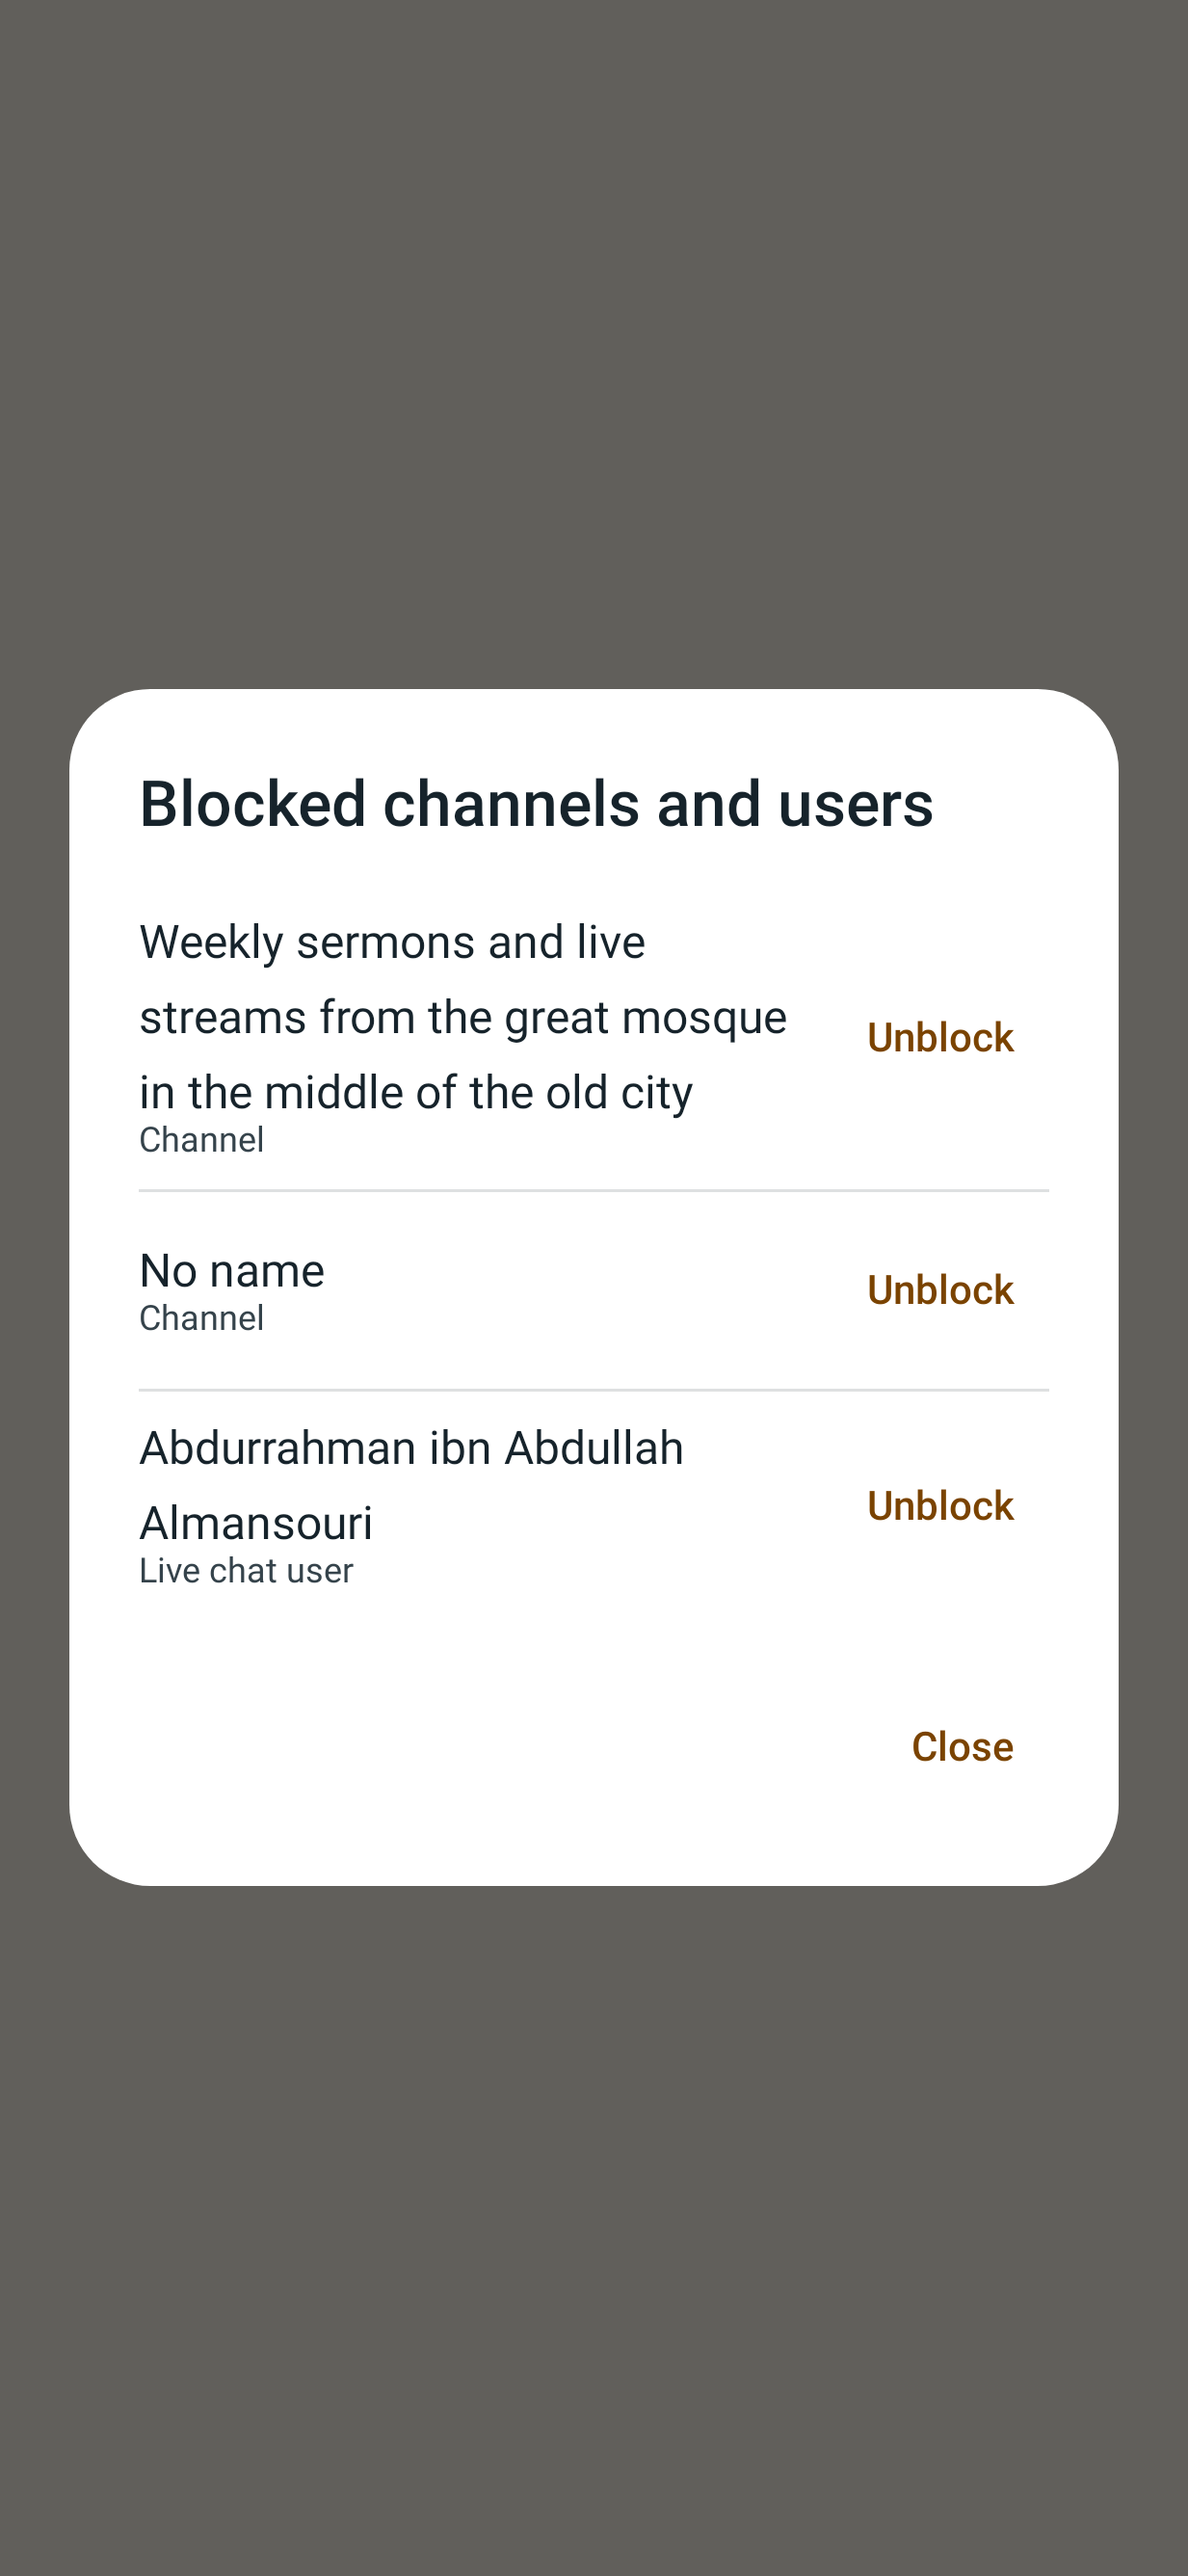 Blocked channels and users
Weekly sermons and live
streams from the great mosque
in the middle of the old city
Channel
Unblock
No name
Channel
Unblock
Abdurrahman ibn Abdullah
Almansouri
Live chat user
Unblock
Close